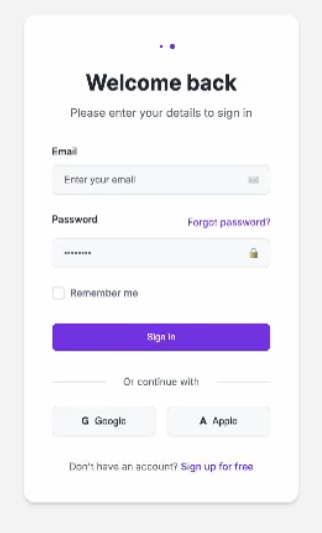 Welcome back
Please enter your details to sign in
Email
Enter your email
Password
Forgot password?
••••••••
Remember me
Sign In
Or continue with
G Google
A Apple
Don't have an account? Sign up for free